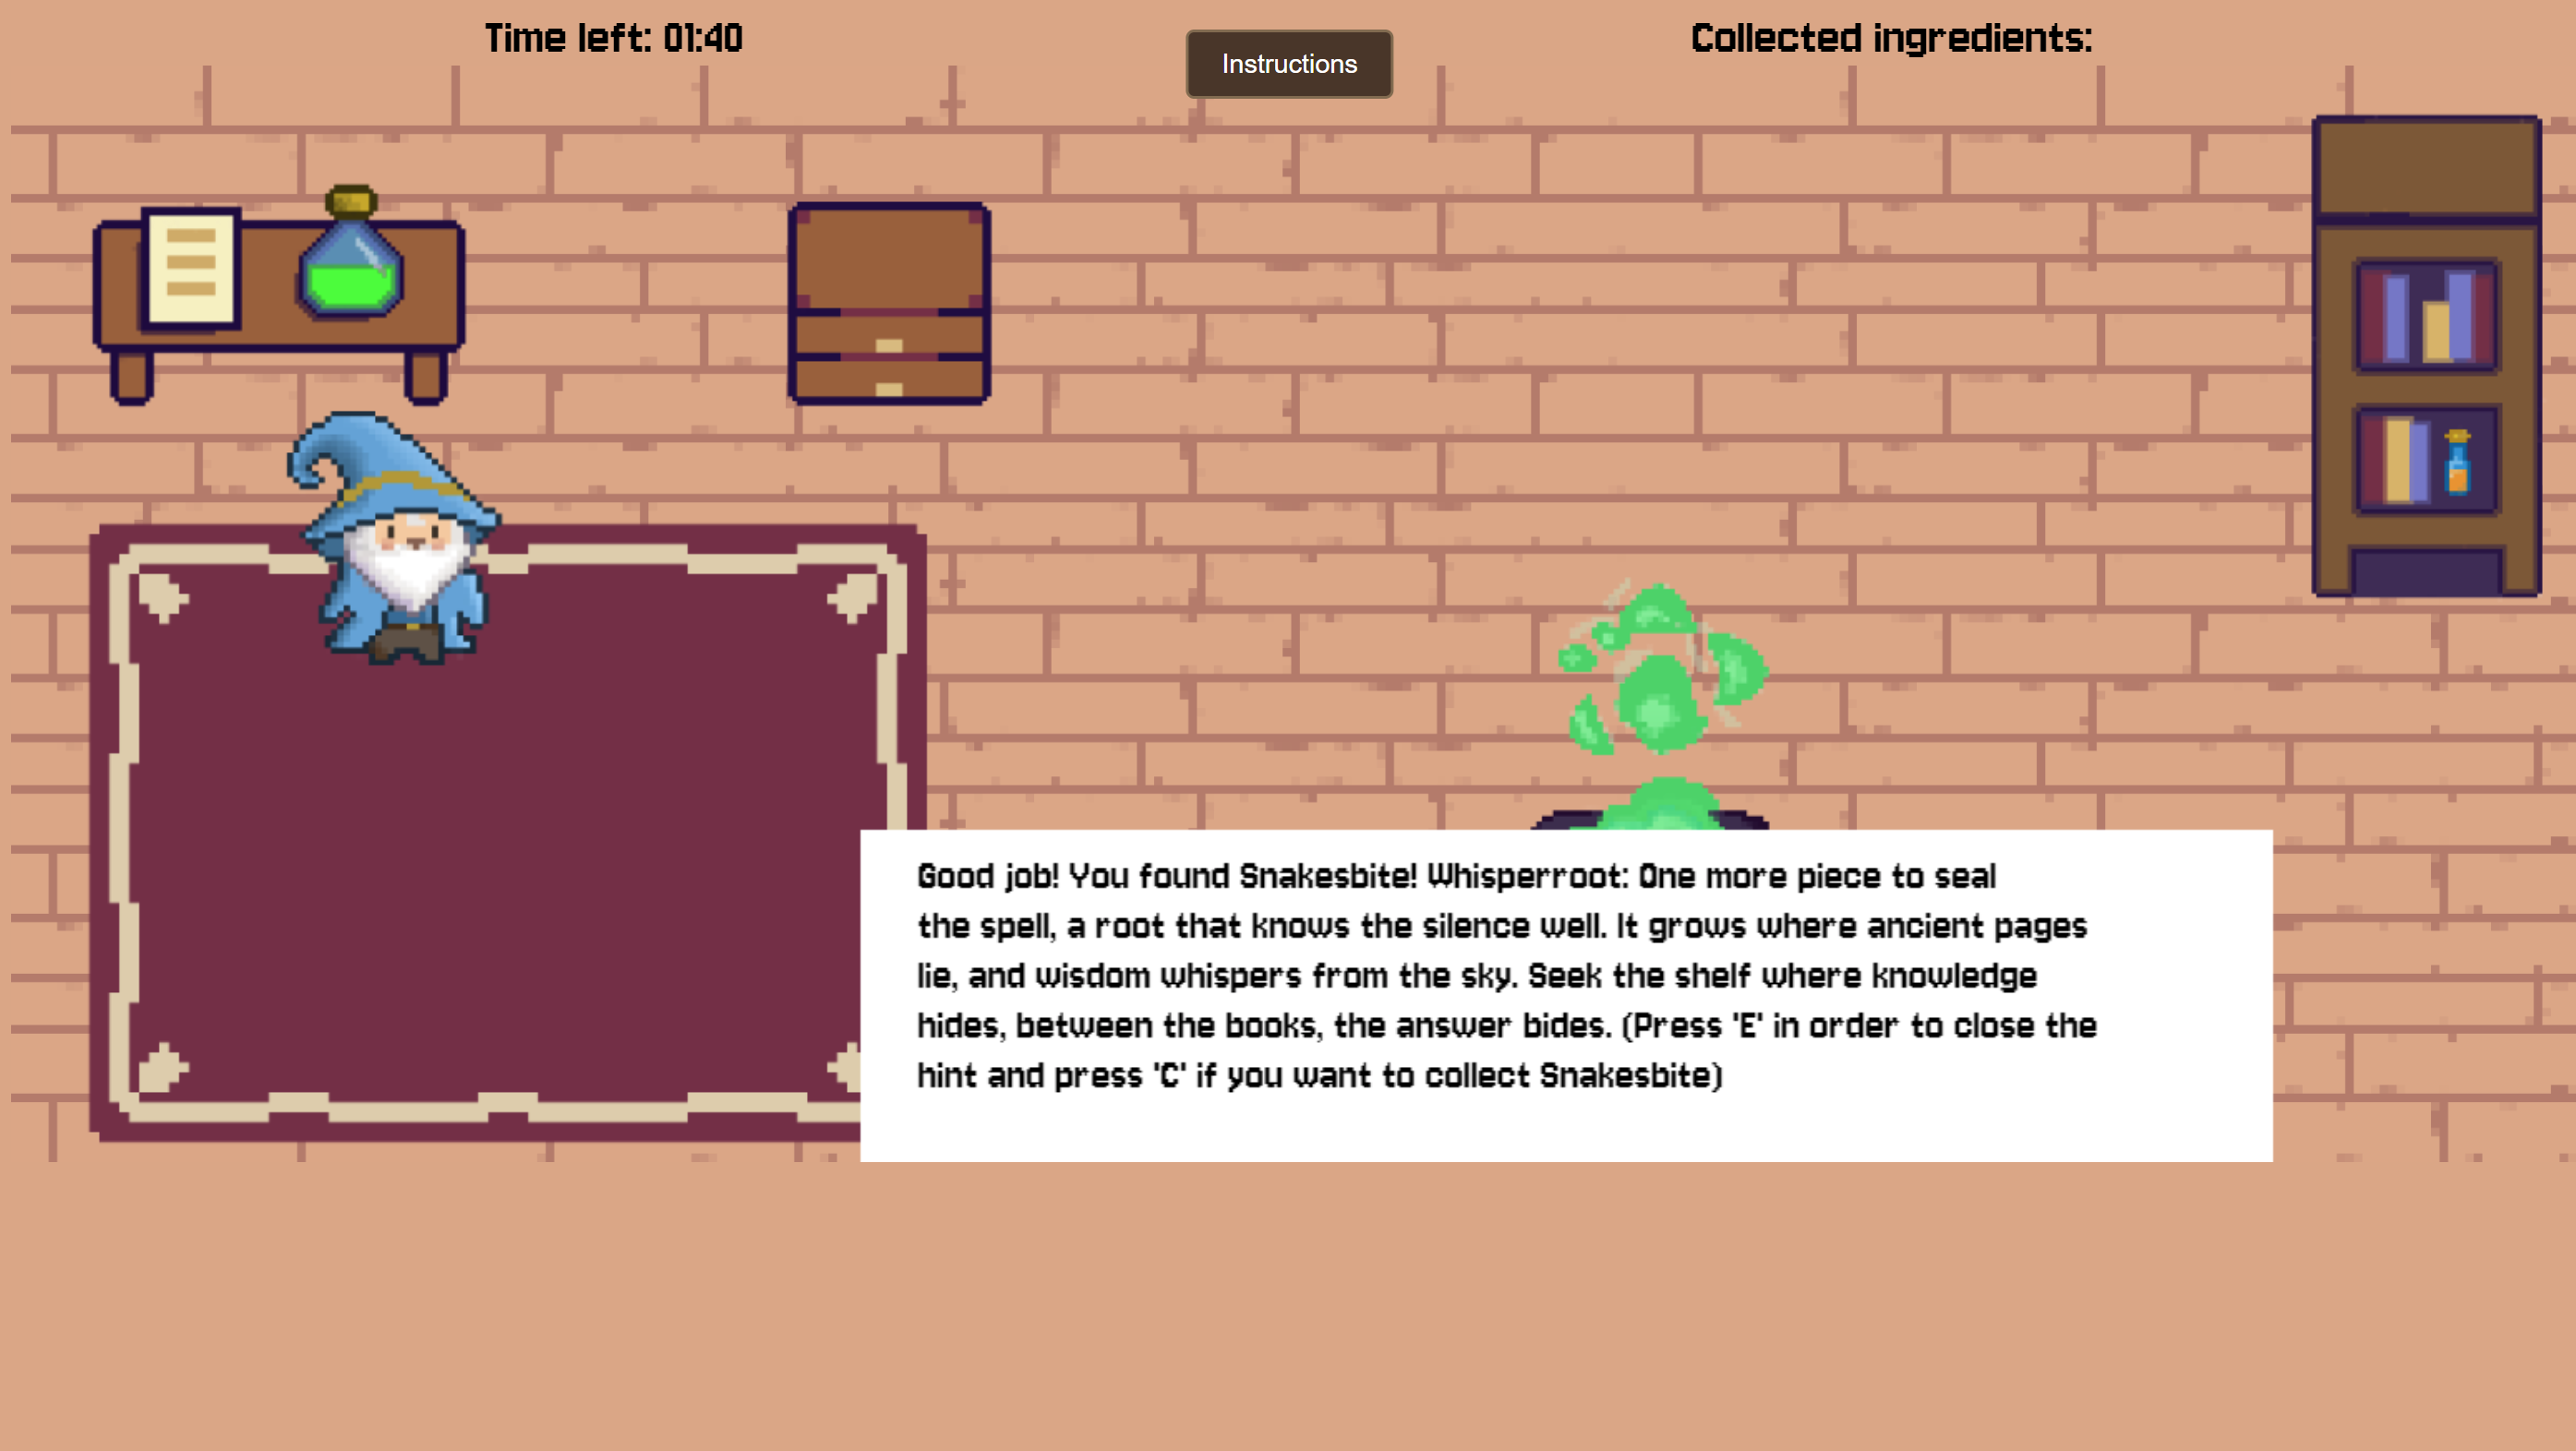 Time left: 01:40
Instructions
Collected ingredients:
Good job! You found Snakesbite! Whisperroot: One more piece to seal
the spell, a root that knows the silence well. It grows where ancient pages
lie, and wisdom whispers from the sky. Seek the shelf where knowledge
hides, between the books, the answer bides. (Press 'E' in order to close the
hint and press 'C' if you want to collect Snakesbite)